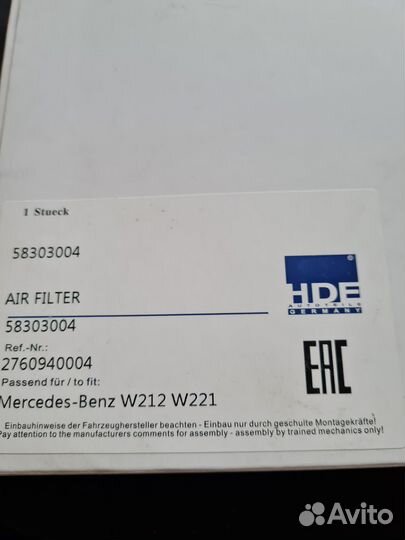 1 Stueck
58303004
AIR FILTER
58303004
Ref.-Nr.:
2760940004
Passend für / to fit:
Mercedes-Benz W212 W221
HDE
®
AUTOTEILE
GERMANY
EAC
Einbauhinweise der Fahrzeughersteller beachten - Einbau nur durch geschulte Montagekräfte!
Pay attention to the manufacturers comments for assembly - assembly by trained mechanics only!
Avito